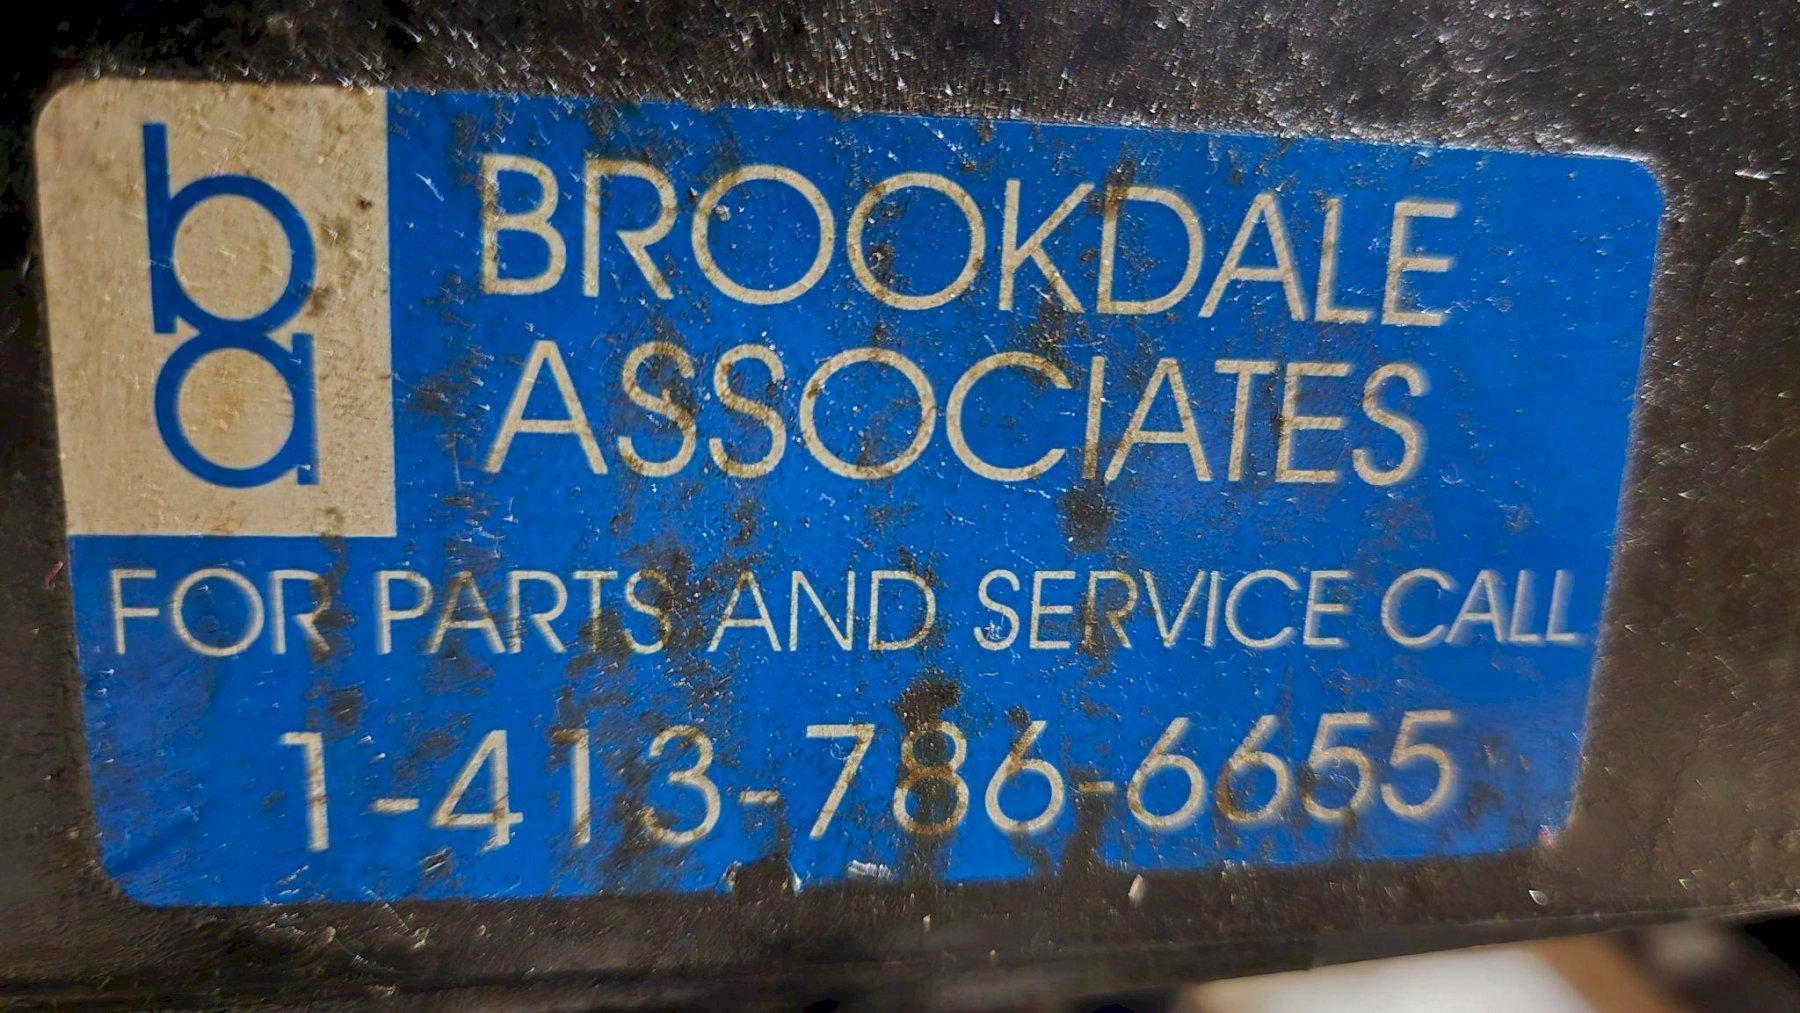 ba
BROOKDALE
ASSOCIATES
FOR PARTS AND SERVICE CALL
1-413-786-6655